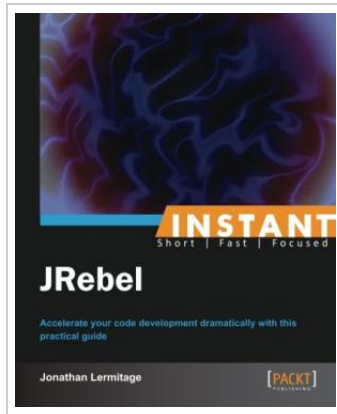 INSTANT
Short | Fast | Focused
JRebel
Accelerate your code development dramatically with this
practical guide
Jonathan Lermitage
[PACKT]
PUBLISHING